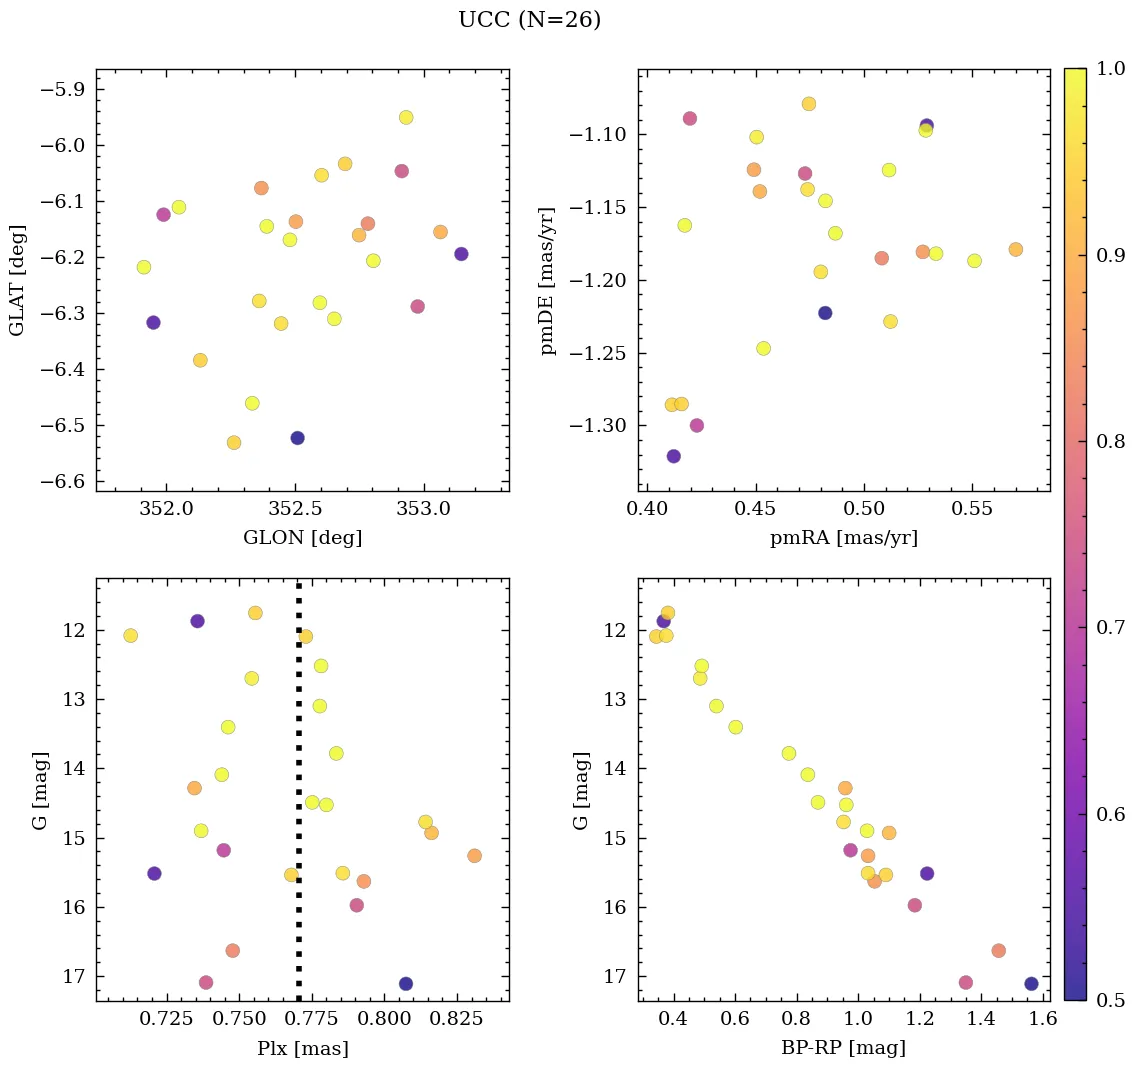 UCC (N=26)
−5.9
−6.0
−6.1
−6.2
−6.3
−6.4
−6.5
−6.6
GLAT [deg]
352.0 352.5 353.0
GLON [deg]
−1.10
−1.15
−1.20
−1.25
−1.30
pmDE [mas/yr]
0.40 0.45 0.50 0.55
pmRA [mas/yr]
12
13
14
15
16
17
G [mag]
0.725 0.750 0.775 0.800 0.825
Plx [mas]
12
13
14
15
16
17
G [mag]
0.4 0.6 0.8 1.0 1.2 1.4 1.6
BP-RP [mag]
1.0
0.9
0.8
0.7
0.6
0.5